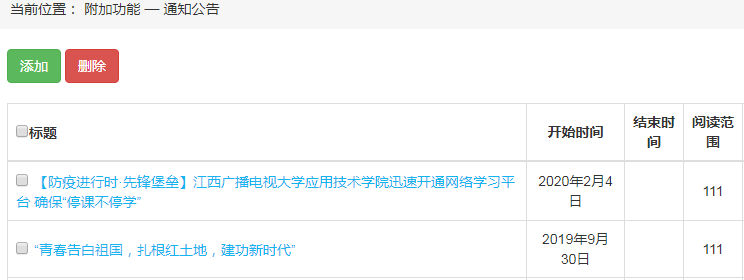 当前位置： 附加功能 — 通知公告
添加 删除
标题 开始时间 结束时间 阅读范围
【防疫进行时·先锋堡垒】江西广播电视大学应用技术学院迅速开通网络学习平
台 确保“停课不停学”
2020年2月4
日
111
“青春告白祖国，扎根红土地，建功新时代”
2019年9月
30日
111